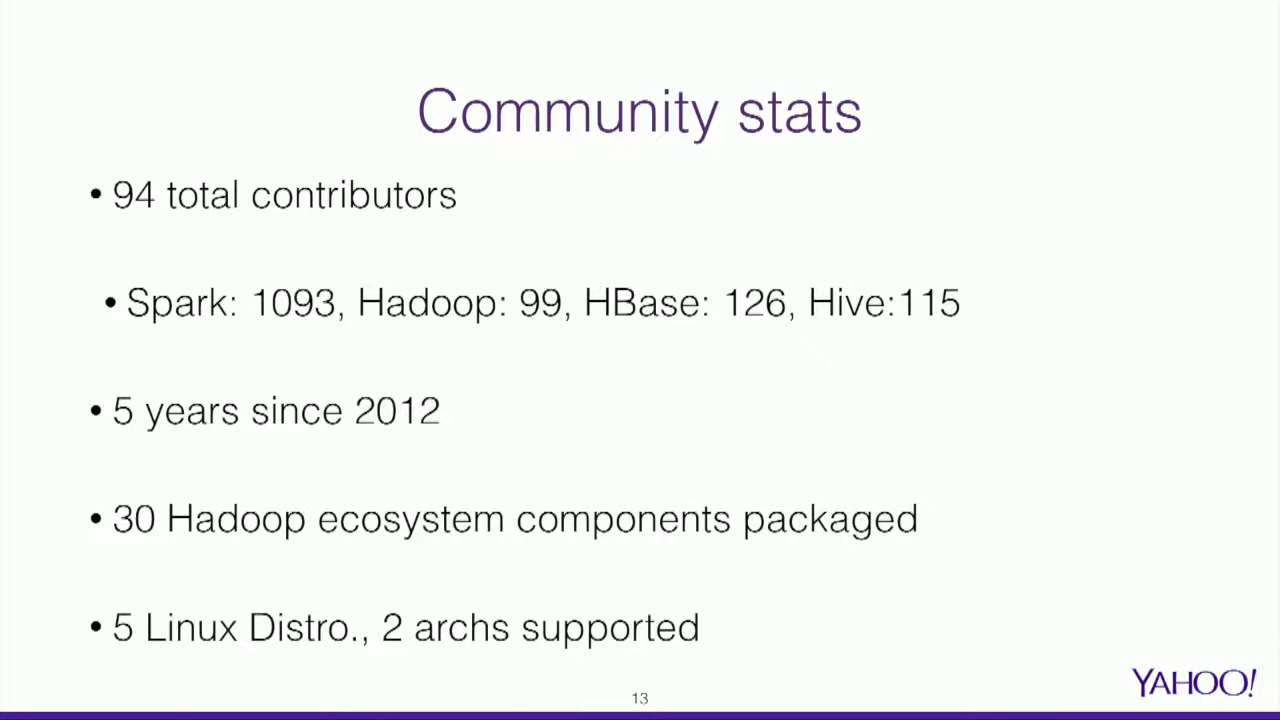 Community stats
• 94 total contributors
• Spark: 1093, Hadoop: 99, HBase: 126, Hive:115
• 5 years since 2012
• 30 Hadoop ecosystem components packaged
• 5 Linux Distro., 2 archs supported
13
YAHOO!